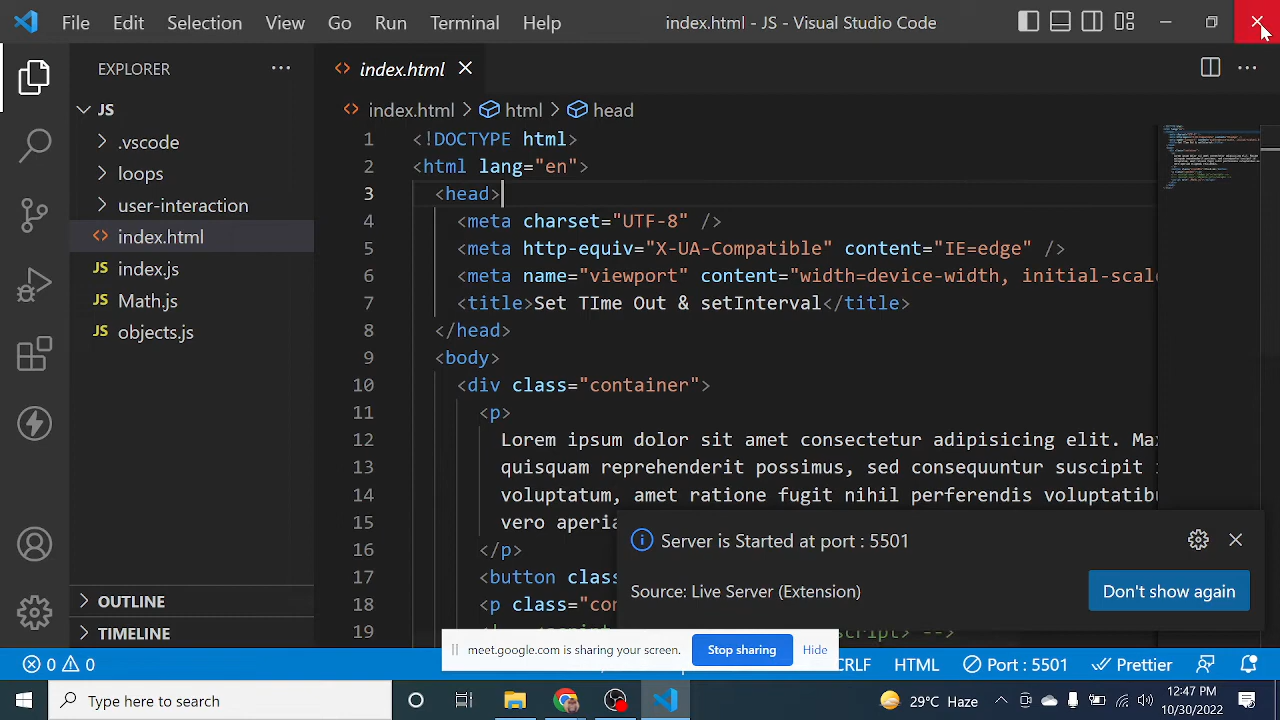 File Edit Selection View Go Run Terminal Help index.html - JS - Visual Studio Code
EXPLORER
index.html
JS
index.html > html > head
.vscode
loops
user-interaction
index.html
JS index.js
JS Math.js
JS objects.js
1 <!DOCTYPE html>
2 <html lang="en">
3 <head>
4 <meta charset="UTF-8" />
5 <meta http-equiv="X-UA-Compatible" content="IE=edge" />
6 <meta name="viewport" content="width=device-width, initial-scale
7 <title>Set TIme Out & setInterval</title>
8 </head>
9 <body>
10 <div class="container">
11 <p>
12 Lorem ipsum dolor sit amet consectetur adipisicing elit.
13 quisquam reprehenderit possimus, sed consequuntur suscipit
14 voluptatum, amet ratione fugit nihil perferendis
15 vero
16 </p>
17 <button
18 <p
19
Server is Started at port : 5501
Source: Live Server (Extension)
Don't show again
OUTLINE
TIMELINE
meet.google.com is sharing your screen. Stop sharing Hide
0 0 CRLF HTML Port : 5501 Prettier
Type here to search
29°C Haze
12:47 PM
10/30/2022